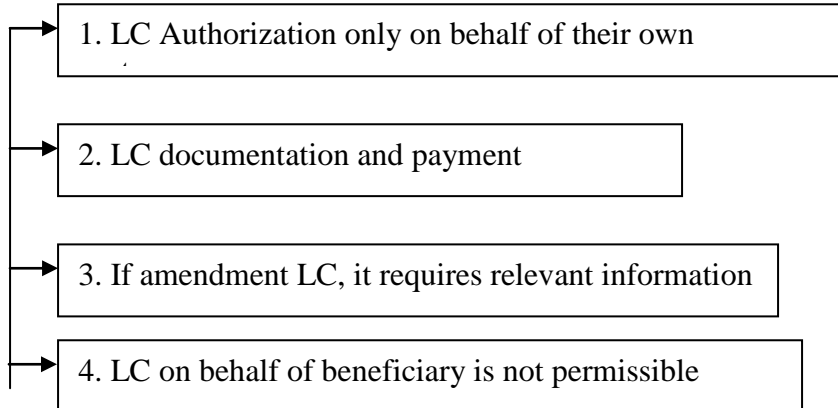 1. LC Authorization only on behalf of their own
2. LC documentation and payment
3. If amendment LC, it requires relevant information
4. LC on behalf of beneficiary is not permissible